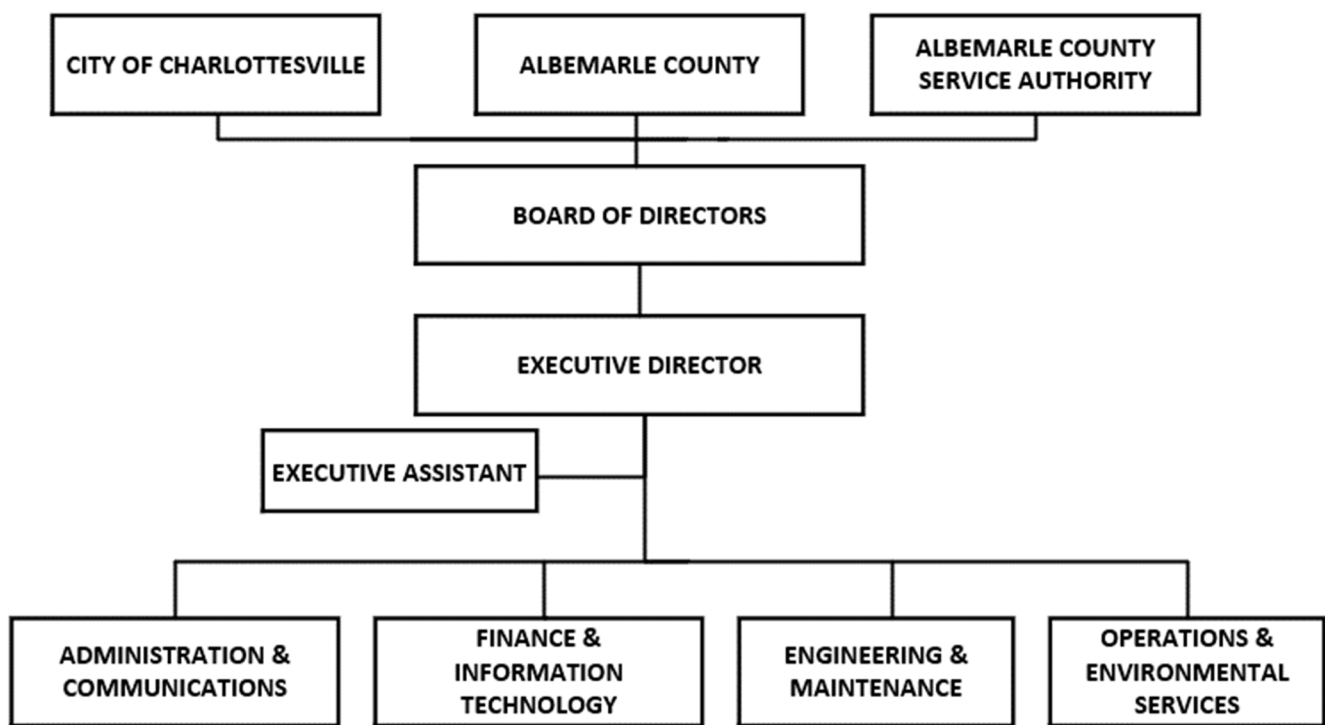 CITY OF CHARLOTTESVILLE
ALBEMARLE COUNTY
ALBEMARLE COUNTY
SERVICE AUTHORITY
BOARD OF DIRECTORS
EXECUTIVE DIRECTOR
EXECUTIVE ASSISTANT
ADMINISTRATION &
COMMUNICATIONS
FINANCE &
INFORMATION
TECHNOLOGY
ENGINEERING &
MAINTENANCE
OPERATIONS &
ENVIRONMENTAL
SERVICES